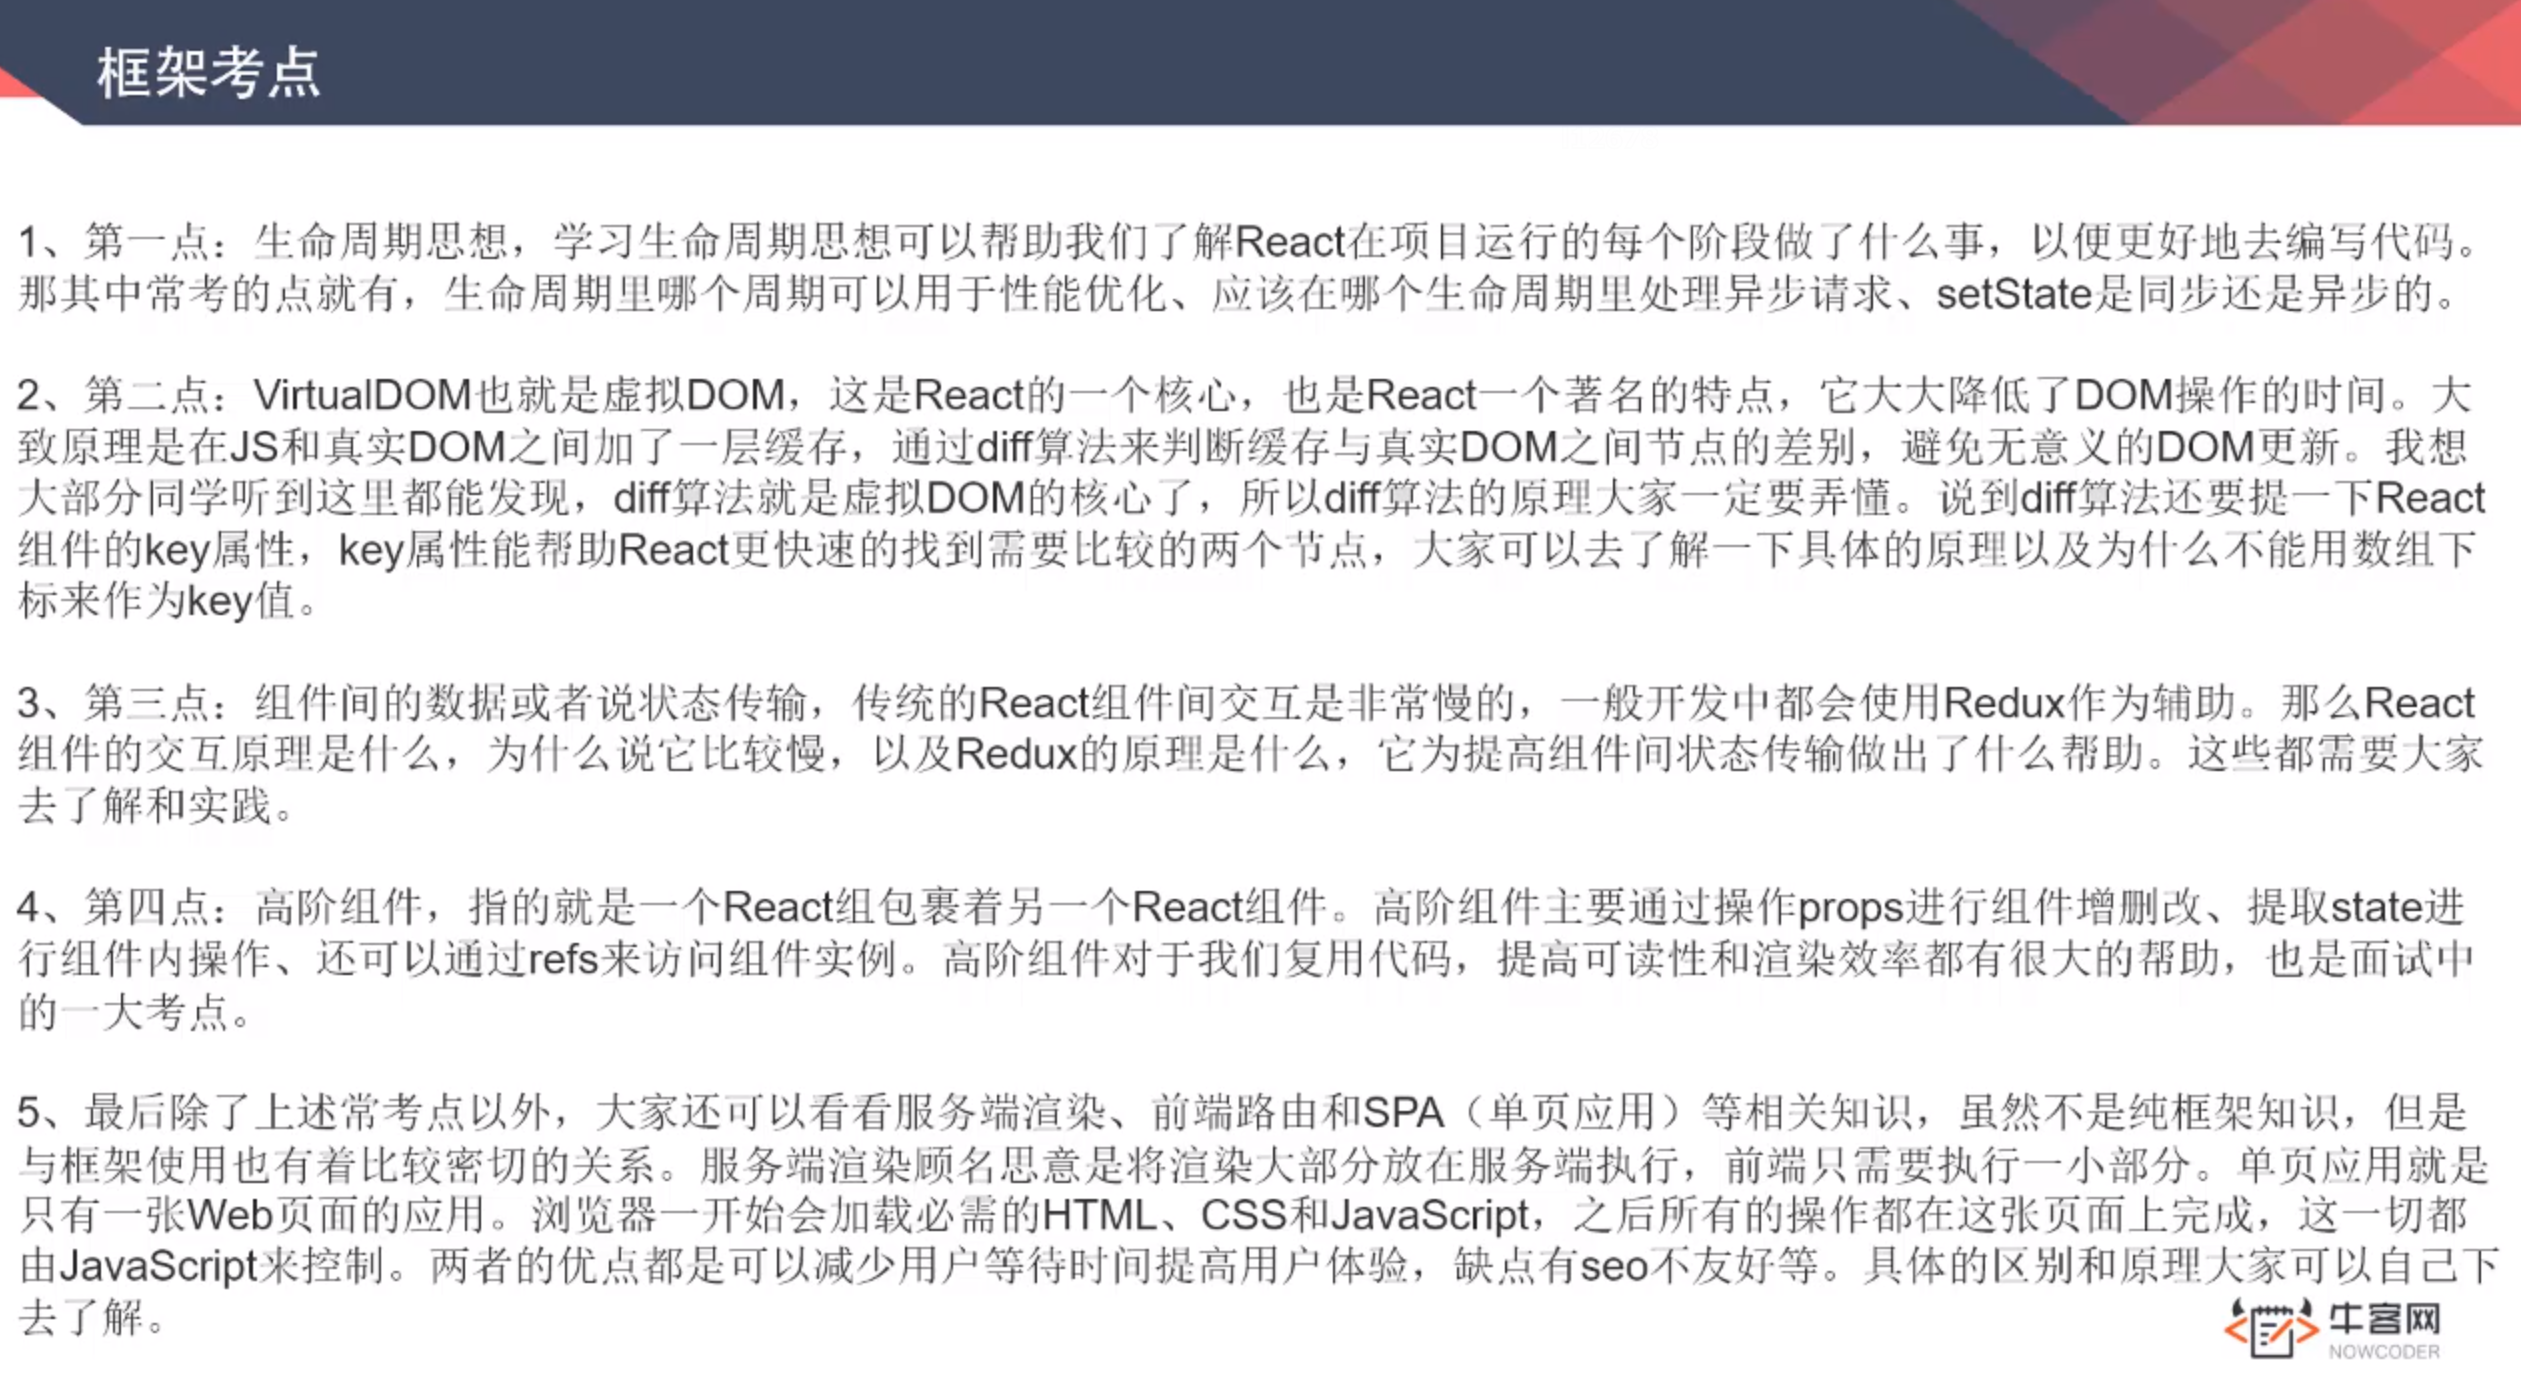 框架考点
1、第一点：生命周期思想，学习生命周期思想可以帮助我们了解React在项目运行的每个阶段做了什么事，以便更好地去编写代码。
那其中常考的点就有，生命周期里哪个周期可以用于性能优化、应该在哪个生命周期里处理异步请求、setState是同步还是异步的。
2、第二点：VirtualDOM也就是虚拟DOM，这是React的一个核心，也是React一个著名的特点，它大大降低了DOM操作的时间。大
致原理是在JS和真实DOM之间加了一层缓存，通过diff算法来判断缓存与真实DOM之间节点的差别，避免无意义的DOM更新。我想
大部分同学听到这里都能发现，diff算法就是虚拟DOM的核心了，所以diff算法的原理大家一定要弄懂。说到diff算法还要提一下React
组件的key属性，key属性能帮助React更快速的找到需要比较的两个节点，大家可以去了解一下具体的原理以及为什么不能用数组下
标来作为key值。
3、第三点：组件间的数据或者说状态传输，传统的React组件间交互是非常慢的，一般开发中都会使用Redux作为辅助。那么React
组件的交互原理是什么，为什么说它比较慢，以及Redux的原理是什么，它为提高组件间状态传输做出了什么帮助。这些都需要大家
去了解和实践。
4、第四点：高阶组件，指的就是一个React组包裹着另一个React组件。高阶组件主要通过操作props进行组件增删改、提取state进
行组件内操作、还可以通过refs来访问组件实例。高阶组件对于我们复用代码，提高可读性和渲染效率都有很大的帮助，也是面试中
的一大考点。
5、最后除了上述常考点以外，大家还可以看看服务端渲染、前端路由和SPA（单页应用）等相关知识，虽然不是纯框架知识，但是
与框架使用也有着比较密切的关系。服务端渲染顾名思意是将渲染大部分放在服务端执行，前端只需要执行一小部分。单页应用就是
只有一张Web页面的应用。浏览器一开始会加载必需的HTML、CSS和JavaScript，之后所有的操作都在这张页面上完成，这一切都
由JavaScript来控制。两者的优点都是可以减少用户等待时间提高用户体验，缺点有seo不友好等。具体的区别和原理大家可以自己下
去了解。
牛客网
NOWCODER